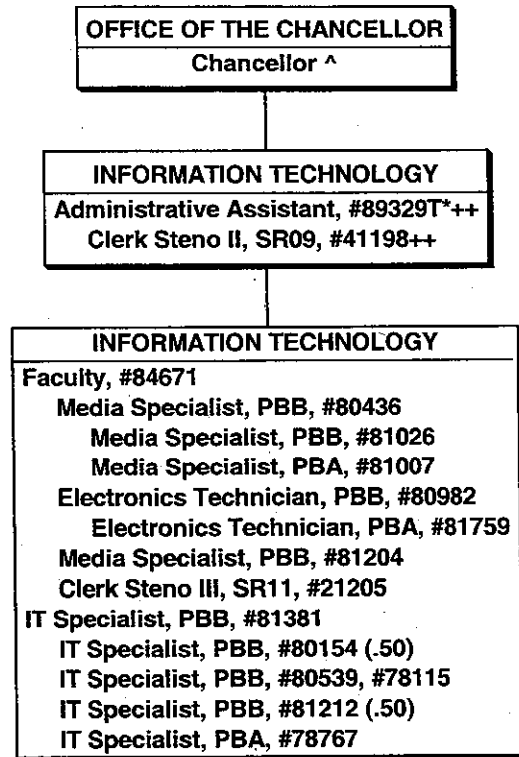 OFFICE OF THE CHANCELLOR
Chancellor ^
INFORMATION TECHNOLOGY
Administrative Assistant, #89329T*++
Clerk Steno II, SR09, #41198++
INFORMATION TECHNOLOGY
Faculty, #84671
Media Specialist, PBB, #80436
Media Specialist, PBB, #81026
Media Specialist, PBA, #81007
Electronics Technician, PBB, #80982
Electronics Technician, PBA, #81759
Media Specialist, PBB, #81204
Clerk Steno III, SR11, #21205
IT Specialist, PBB, #81381
IT Specialist, PBB, #80154 (.50)
IT Specialist, PBB, #80539, #78115
IT Specialist, PBB, #81212 (.50)
IT Specialist, PBA, #78767